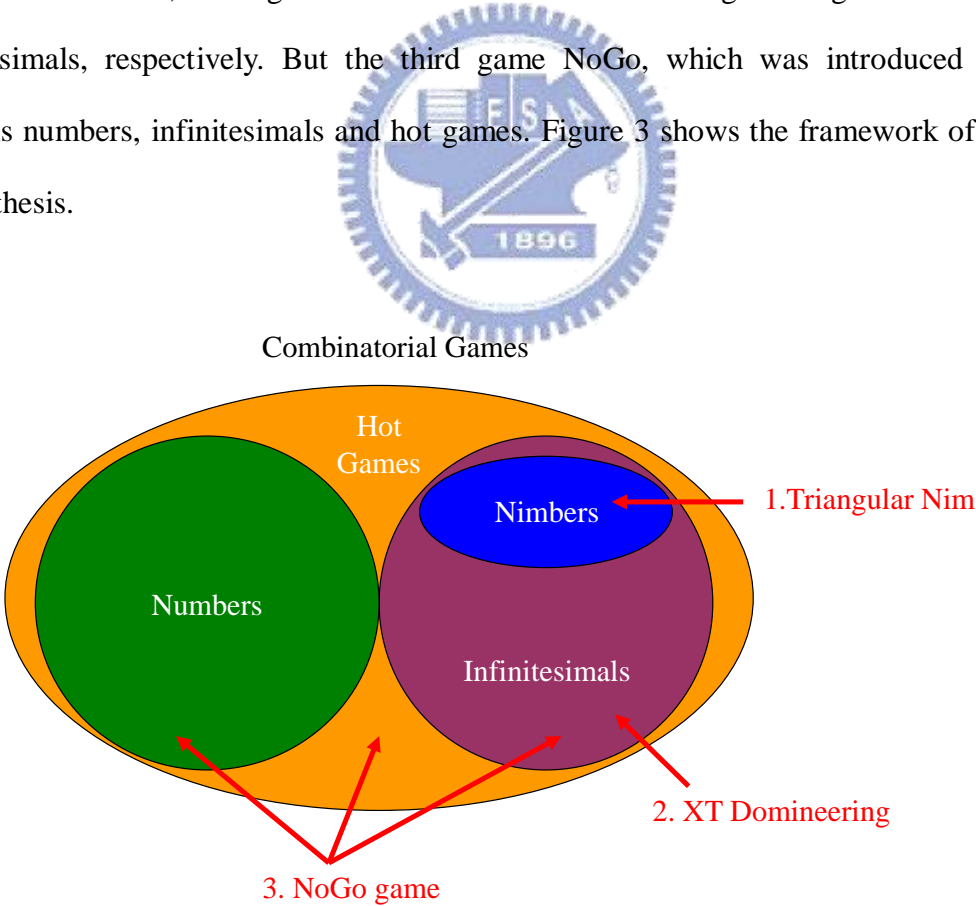 simals, respectively. But the third game NoGo, which was introduced
s numbers, infinitesimals and hot games. Figure 3 shows the framework of
thesis.
E S A
1896
Combinatorial Games
Hot
Games
Nimbers
1.Triangular Nim
Numbers
Infinitesimals
2. XT Domineering
3. NoGo game